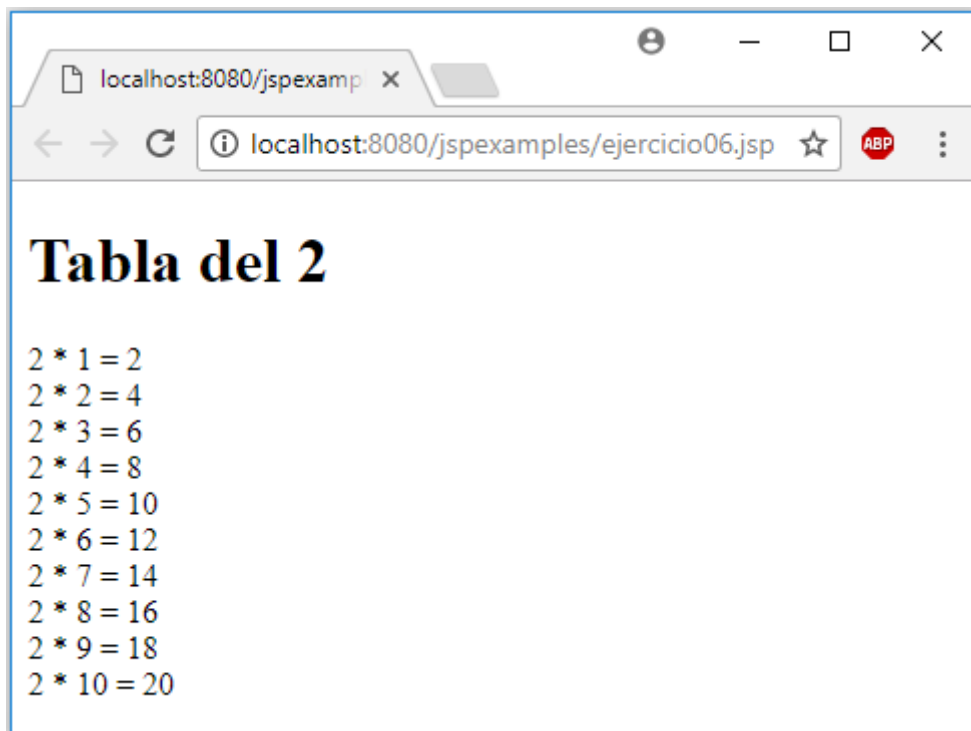 localhost:8080/jspexamp
localhost:8080/jspexamples/ejercicio06.jsp
ABP
Tabla del 2
2 * 1 = 2
2 * 2 = 4
2 * 3 = 6
2 * 4 = 8
2 * 5 = 10
2 * 6 = 12
2 * 7 = 14
2 * 8 = 16
2 * 9 = 18
2 * 10 = 20